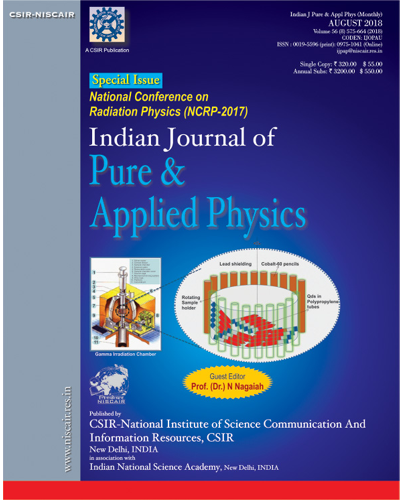 CSIR-NISCAIR
Indian J Pure & Appl Phys (Monthly)
AUGUST 2018
Volume 56 (8) 575-664 (2018)
CODEN: IJOPAU
ISSN : 0019-5596 (print): 0975-1041 (Online)
ijpap@niscair.res.in
A CSIR Publication
Single Copy: ₹ 320.00 $ 55.00
Annual Subs: ₹ 3200.00 $ 550.00
Special Issue
National Conference on
Radiation Physics (NCRP-2017)
Indian Journal of
Pure &
Applied Physics
Lead shielding
Cobalt-60 pencils
Rotating
Sample
holder
Qds in
Polypropylene
tubes
Gamma Irradiation Chamber
Guest Editor
Prof. (Dr.) N Nagaiah
NISCAIR
www.niscair.res.in
Published by
CSIR-National Institute of Science Communication And
Information Resources, CSIR
New Delhi, INDIA
in association with
Indian National Science Academy, New Delhi, INDIA